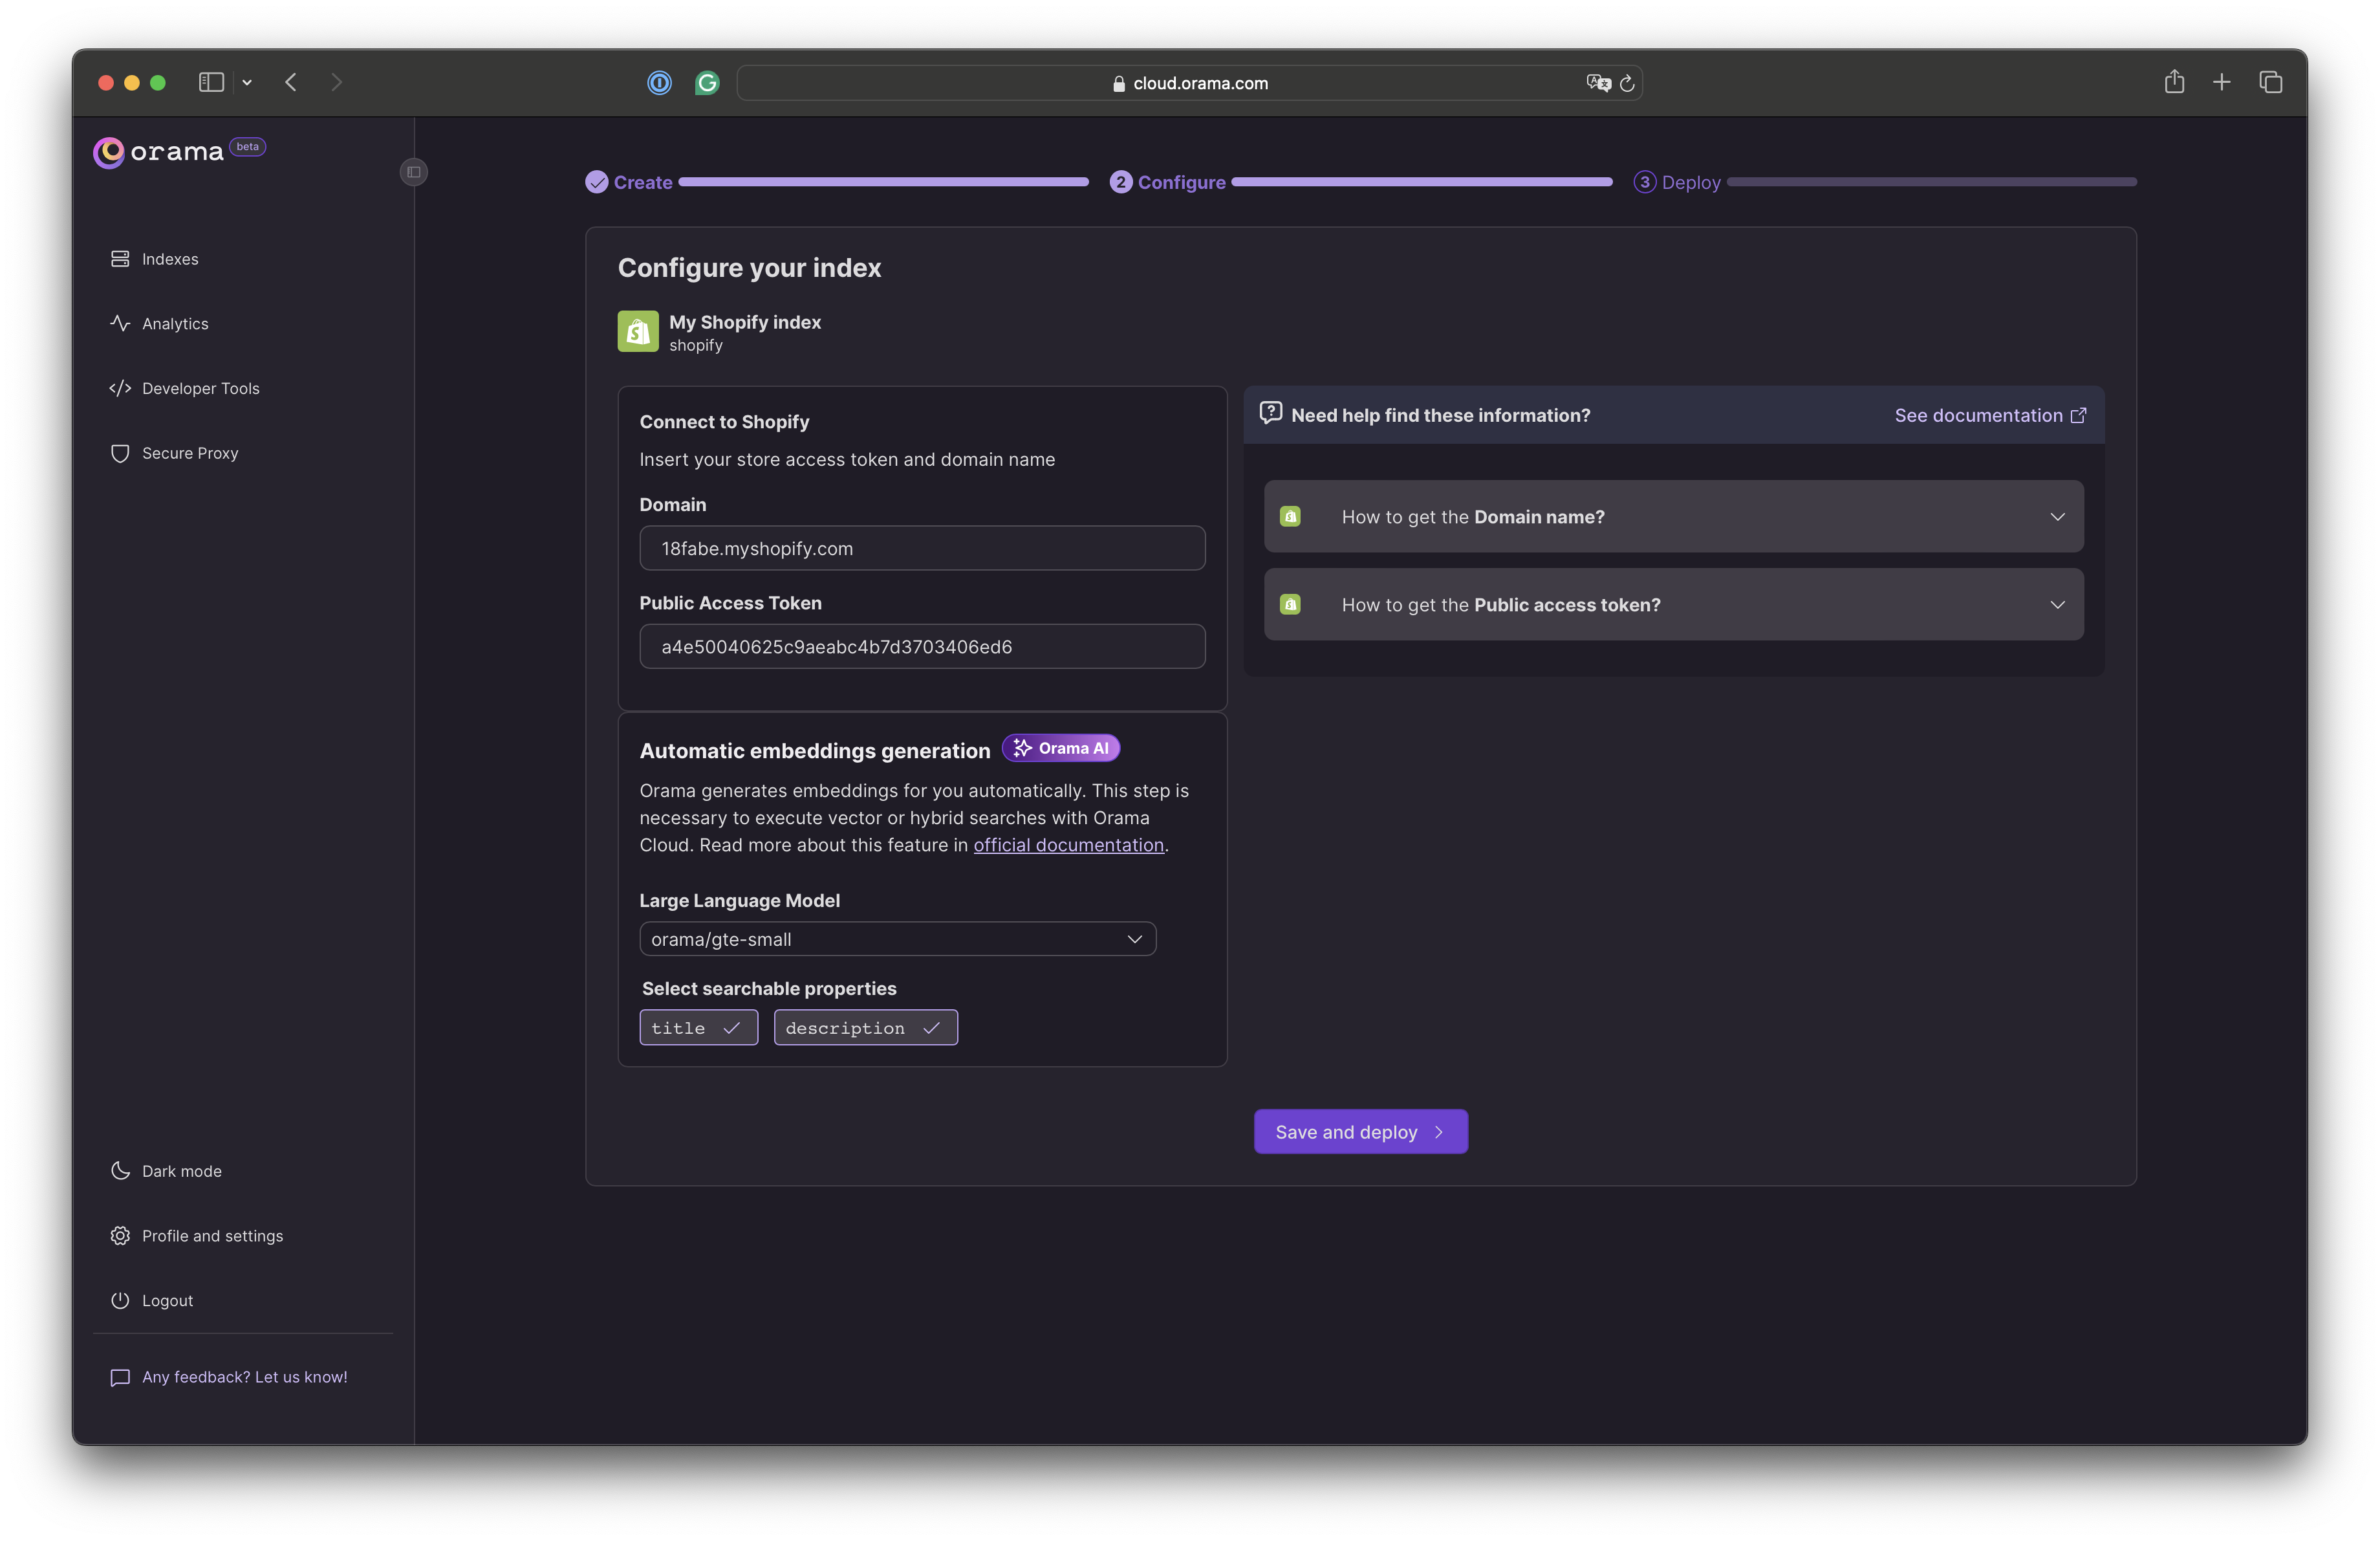 cloud.orama.com
orama beta
Indexes
Analytics
Developer Tools
Secure Proxy
Dark mode
Profile and settings
Logout
Any feedback? Let us know!
Create
2 Configure
3 Deploy
Configure your index
My Shopify index
shopify
Connect to Shopify
Insert your store access token and domain name
Domain
18fabe.myshopify.com
Public Access Token
a4e50040625c9aeabc4b7d3703406ed6
Need help find these information?
See documentation
How to get the Domain name?
How to get the Public access token?
Automatic embeddings generation Orama AI
Orama generates embeddings for you automatically. This step is
necessary to execute vector or hybrid searches with Orama
Cloud. Read more about this feature in official documentation.
Large Language Model
orama/gte-small
Select searchable properties
title
description
Save and deploy